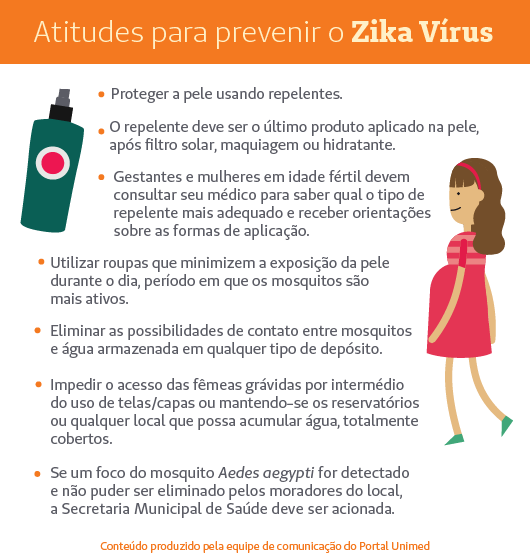 Atitudes para prevenir o Zika Vírus
• Proteger a pele usando repelentes.
• O repelente deve ser o último produto aplicado na pele,
após filtro solar, maquiagem ou hidratante.
• Gestantes e mulheres em idade fértil devem
consultar seu médico para saber qual o tipo de
repelente mais adequado e receber orientações
sobre as formas de aplicação.
• Utilizar roupas que minimizem a exposição da pele
durante o dia, período em que os mosquitos são
mais ativos.
• Eliminar as possibilidades de contato entre mosquitos
e água armazenada em qualquer tipo de depósito.
• Impedir o acesso das fêmeas grávidas por intermédio
do uso de telas/capas ou mantendo-se os reservatórios
ou qualquer local que possa acumular água, totalmente
cobertos.
• Se um foco do mosquito Aedes aegypti for detectado
e não puder ser eliminado pelos moradores do local,
a Secretaria Municipal de Saúde deve ser acionada.
Conteúdo produzido pela equipe de comunicação do Portal Unimed